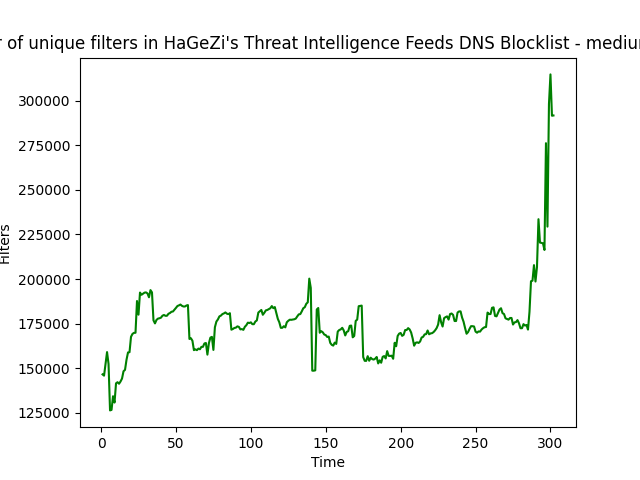 r of unique filters in HaGeZi's Threat Intelligence Feeds DNS Blocklist - mediu
Filters
300000
275000
250000
225000
200000
175000
150000
125000
0 50 100 150 200 250 300
Time